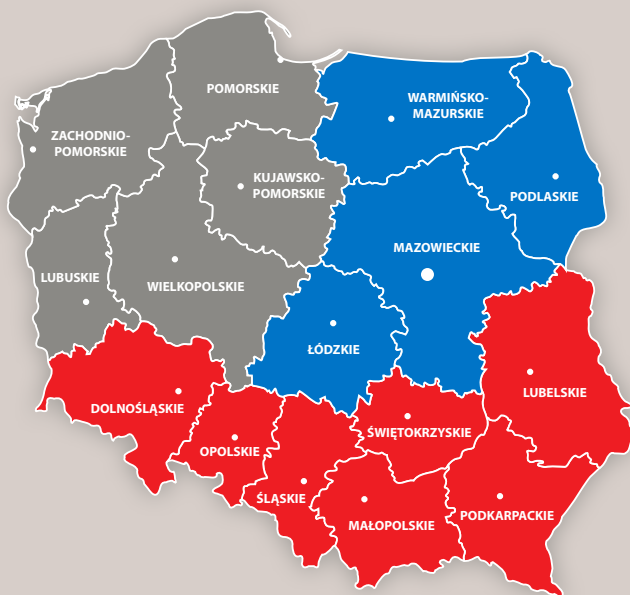 POMORSKIE
WARMIŃSKO-
MAZURSKIE
ZACHODNIO-
POMORSKIE
KUJAWSKO-
POMORSKIE
PODLASKIE
MAZOWIECKIE
LUBUSKIE
WIELKOPOLSKIE
ŁÓDZKIE
LUBELSKIE
DOLNOŚLĄSKIE
ŚWIĘTOKRZYSKIE
OPOLSKIE
ŚLĄSKIE
PODKARPACKIE
MAŁOPOLSKIE